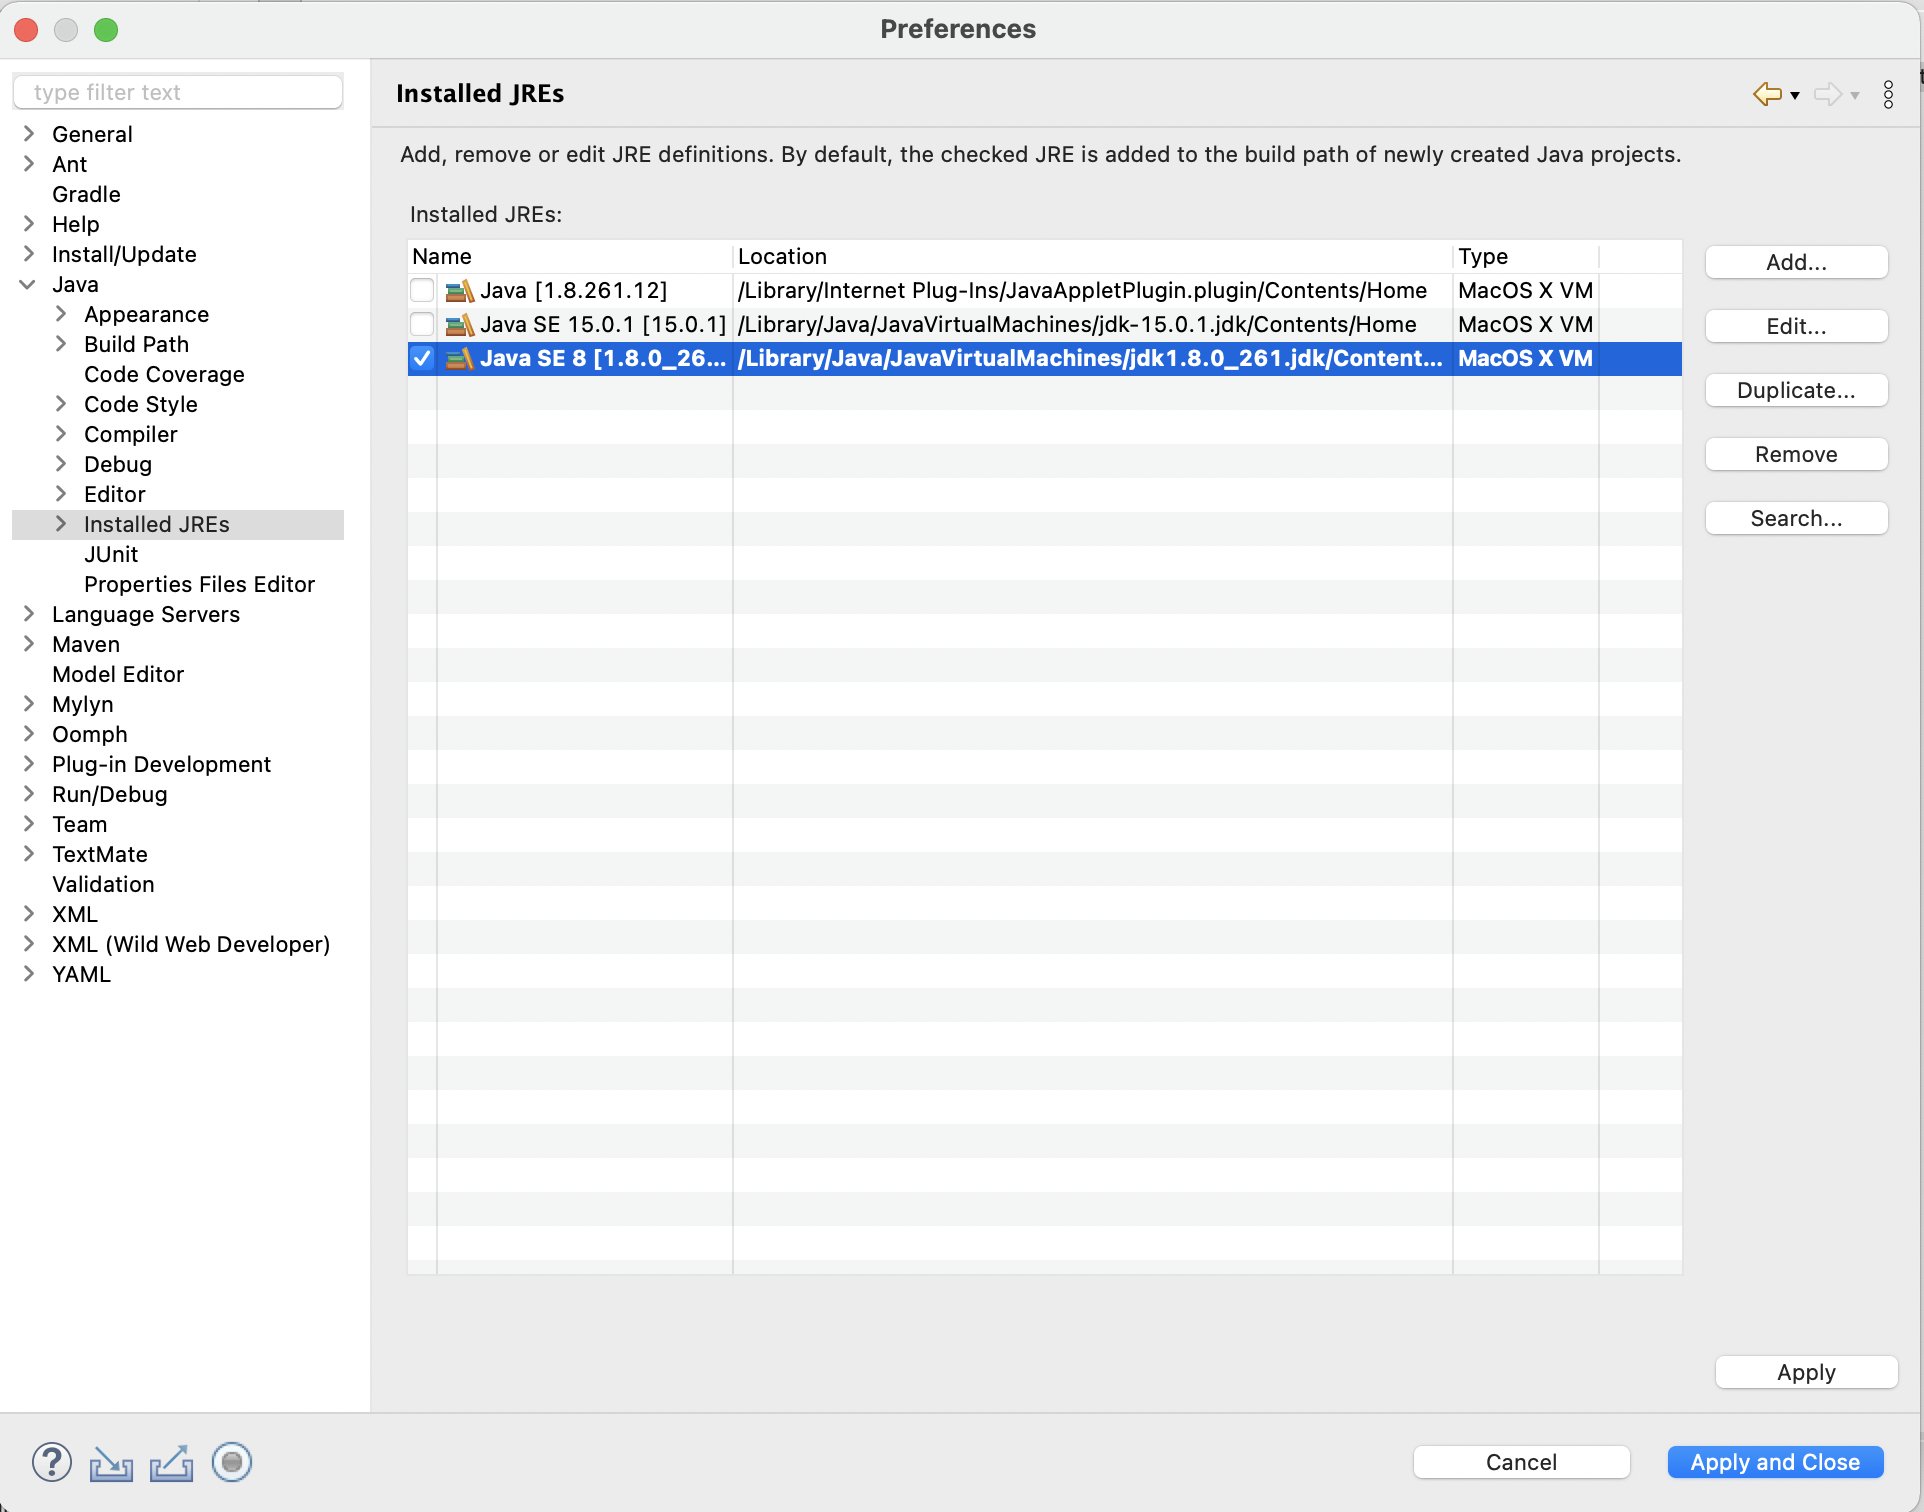 Preferences
type filter text
General
Ant
Gradle
Help
Install/Update
Java
Appearance
Build Path
Code Coverage
Code Style
Compiler
Debug
Editor
Installed JREs
JUnit
Properties Files Editor
Language Servers
Maven
Model Editor
Mylyn
Oomph
Plug-in Development
Run/Debug
Team
TextMate
Validation
XML
XML (Wild Web Developer)
YAML
Installed JREs
Add, remove or edit JRE definitions. By default, the checked JRE is added to the build path of newly created Java projects.
Installed JREs:
Name Location Type
Java [1.8.261.12] /Library/Internet Plug-Ins/JavaAppletPlugin.plugin/Contents/Home MacOS X VM
Java SE 15.0.1 [15.0.1] /Library/Java/JavaVirtualMachines/jdk-15.0.1.jdk/Contents/Home MacOS X VM
Java SE 8 [1.8.0_26... /Library/Java/JavaVirtualMachines/jdk1.8.0_261.jdk/Content... MacOS X VM
Add...
Edit...
Duplicate...
Remove
Search...
Apply
?
Cancel Apply and Close